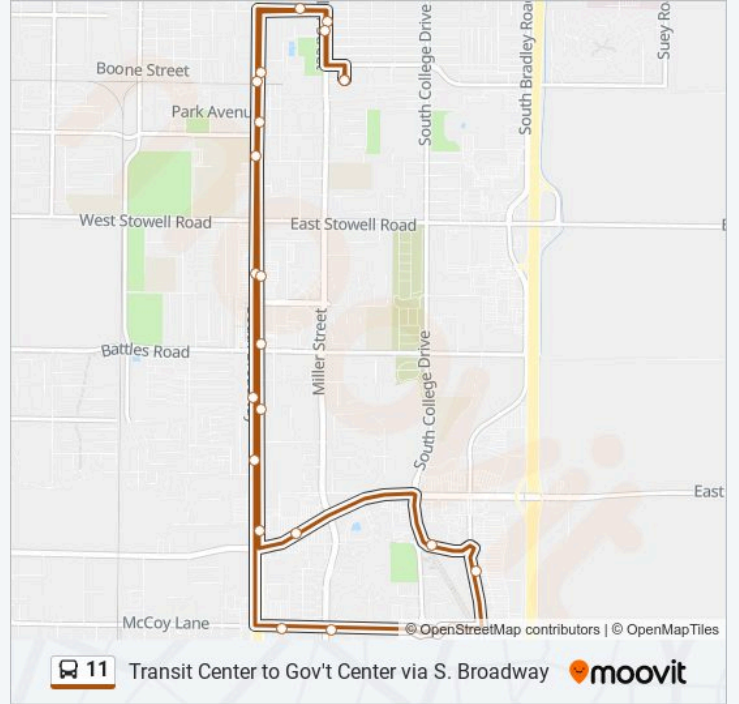 South College Drive
South Bradley Road
Suey Ro
Boone Street
Park Avenu
West Stowell Road
East Stowell Road
Miller Street
Battles Road
South College Drive
East
McCoy Lane
© OpenStreetMap contributors | © OpenMapTiles
11
Transit Center to Gov't Center via S. Broadway
moovit